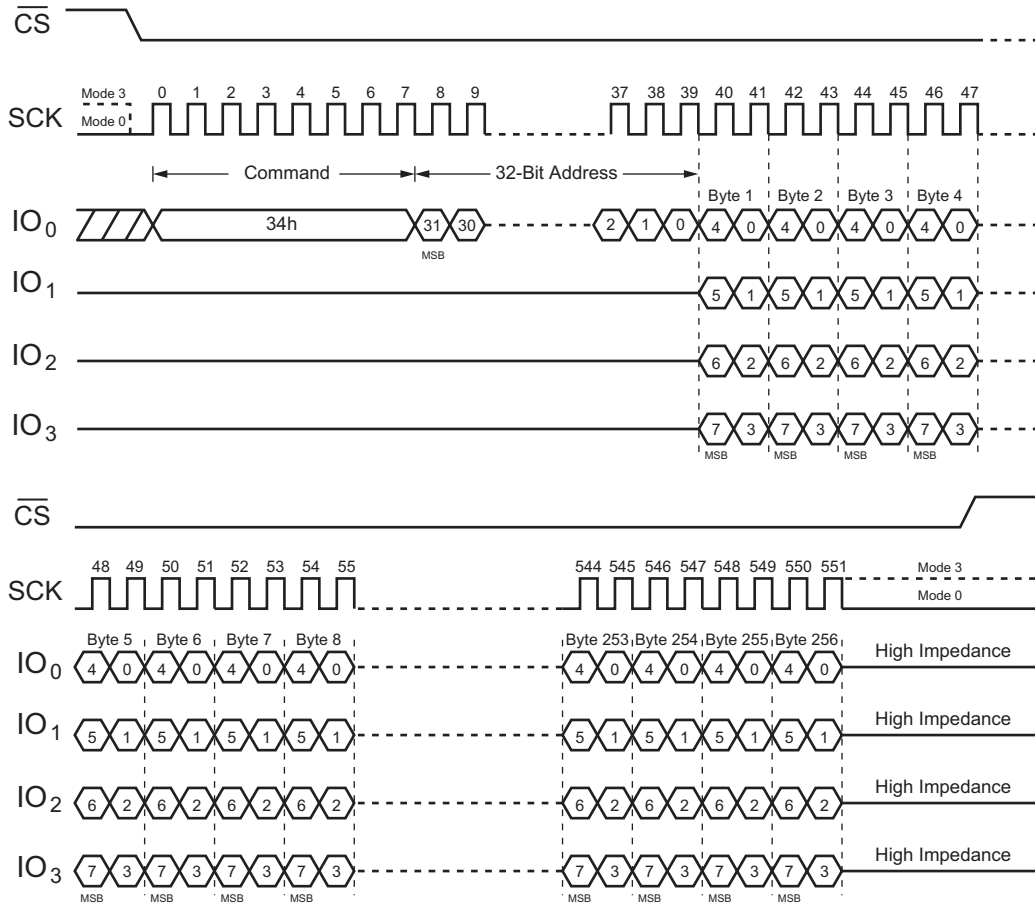 CS
Mode 3 0 1 2 3 4 5 6 7 8 9 37 38 39 40 41 42 43 44 45 46 47
SCK
Mode 0
Command 32-Bit Address
Byte 1 Byte 2 Byte 3 Byte 4
IO0 34h 31 30 2 1 0 4 0 4 0 4 0 4 0
MSB
IO1 5 1 5 1 5 1 5 1
IO2 6 2 6 2 6 2 6 2
IO3 7 3 7 3 7 3 7 3
MSB MSB MSB MSB
CS
48 49 50 51 52 53 54 55 544 545 546 547 548 549 550 551 Mode 3
SCK
Mode 0
Byte 5 Byte 6 Byte 7 Byte 8 Byte 253 Byte 254 Byte 255 Byte 256
IO0 4 0 4 0 4 0 4 0 4 0 4 0 4 0 4 0 High Impedance
IO1 5 1 5 1 5 1 5 1 5 1 5 1 5 1 5 1 High Impedance
IO2 6 2 6 2 6 2 6 2 6 2 6 2 6 2 6 2 High Impedance
IO3 7 3 7 3 7 3 7 3 7 3 7 3 7 3 7 3 High Impedance
MSB MSB MSB MSB MSB MSB MSB MSB